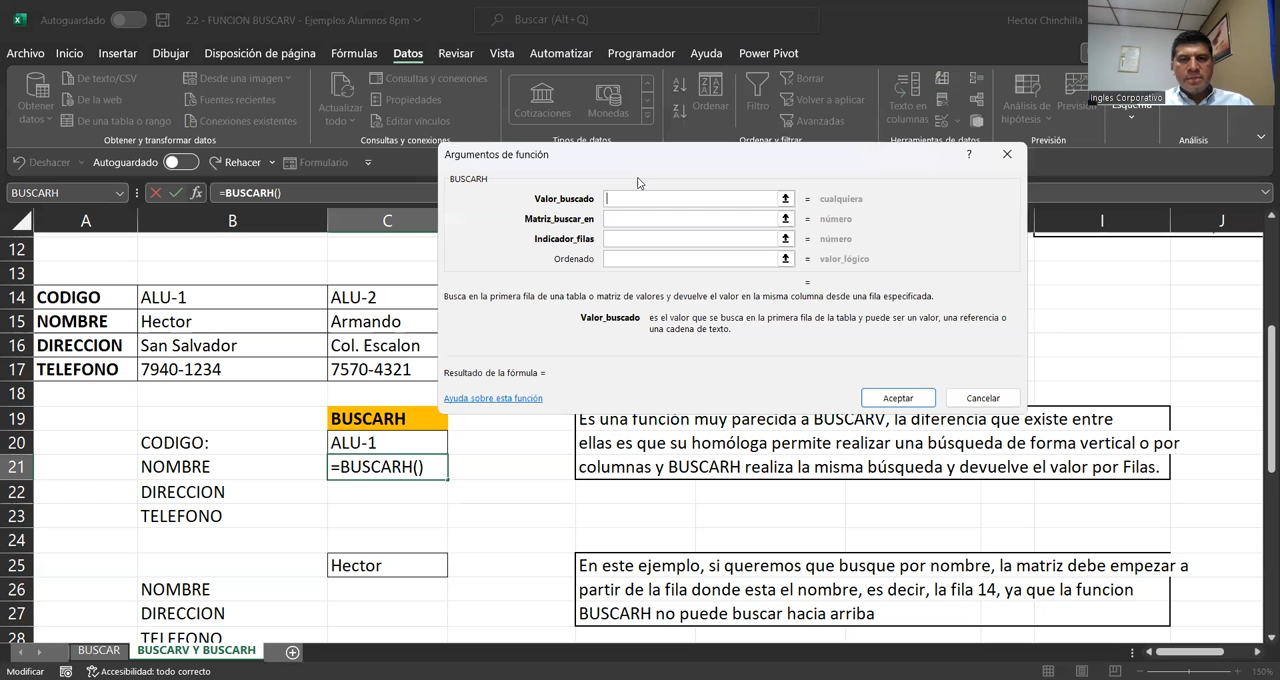 Autoguardado
2.2 - FUNCION BUSCARV - Ejemplos Alumnos 8pm
Buscar (Alt+Q)
Hector Chinchilla
Archivo Inicio Insertar Dibujar Disposición de página Fórmulas Datos Revisar Vista Automatizar Programador Ayuda Power Pivot
Obtener datos
De texto/CSV
De la web
De una tabla o rango
Desde una imagen
Fuentes recientes
Conexiones existentes
Obtener y transformar datos
Actualizar todo
Consultas y conexiones
Propiedades
Editar vínculos
Consultas y conexiones
Cotizaciones
Monedas
Tipos de datos
Ordenar
Filtro
Borrar
Volver a aplicar
Avanzadas
Ordenar y filtrar
Texto en columnas
Herramientas de datos
Análisis de hipótesis
Previsión
Esquema
Análisis
Ingles Corporativo
Deshacer Autoguardado Rehacer Formulario
BUSCARH
fx
=BUSCARH()
Argumentos de función
?
BUSCARH
Valor_buscado = cualquiera
Matriz_buscar_en = número
Indicador_filas = número
Ordenado = valor_lógico
=
Busca en la primera fila de una tabla o matriz de valores y devuelve el valor en la misma columna desde una fila especificada.
Valor_buscado es el valor que se busca en la primera fila de la tabla y puede ser un valor, una referencia o
una cadena de texto.
Resultado de la fórmula =
Ayuda sobre esta función
Aceptar
Cancelar
A B C I J
12
13
14 CODIGO ALU-1 ALU-2
15 NOMBRE Hector Armando
16 DIRECCION San Salvador Col. Escalon
17 TELEFONO 7940-1234 7570-4321
18
19 BUSCARH Es una función muy parecida a BUSCARV, la diferencia que existe entre
20 CODIGO: ALU-1 ellas es que su homóloga permite realizar una búsqueda de forma vertical o por
21 NOMBRE =BUSCARH() columnas y BUSCARH realiza la misma búsqueda y devuelve el valor por Filas.
22 DIRECCION
23 TELEFONO
24
25 Hector En este ejemplo, si queremos que busque por nombre, la matriz debe empezar a
26 NOMBRE partir de la fila donde esta el nombre, es decir, la fila 14, ya que la funcion
27 DIRECCION BUSCARH no puede buscar hacia arriba
28 TELEFONO
BUSCAR
BUSCARV Y BUSCARH
Modificar
Accesibilidad: todo correcto
150%